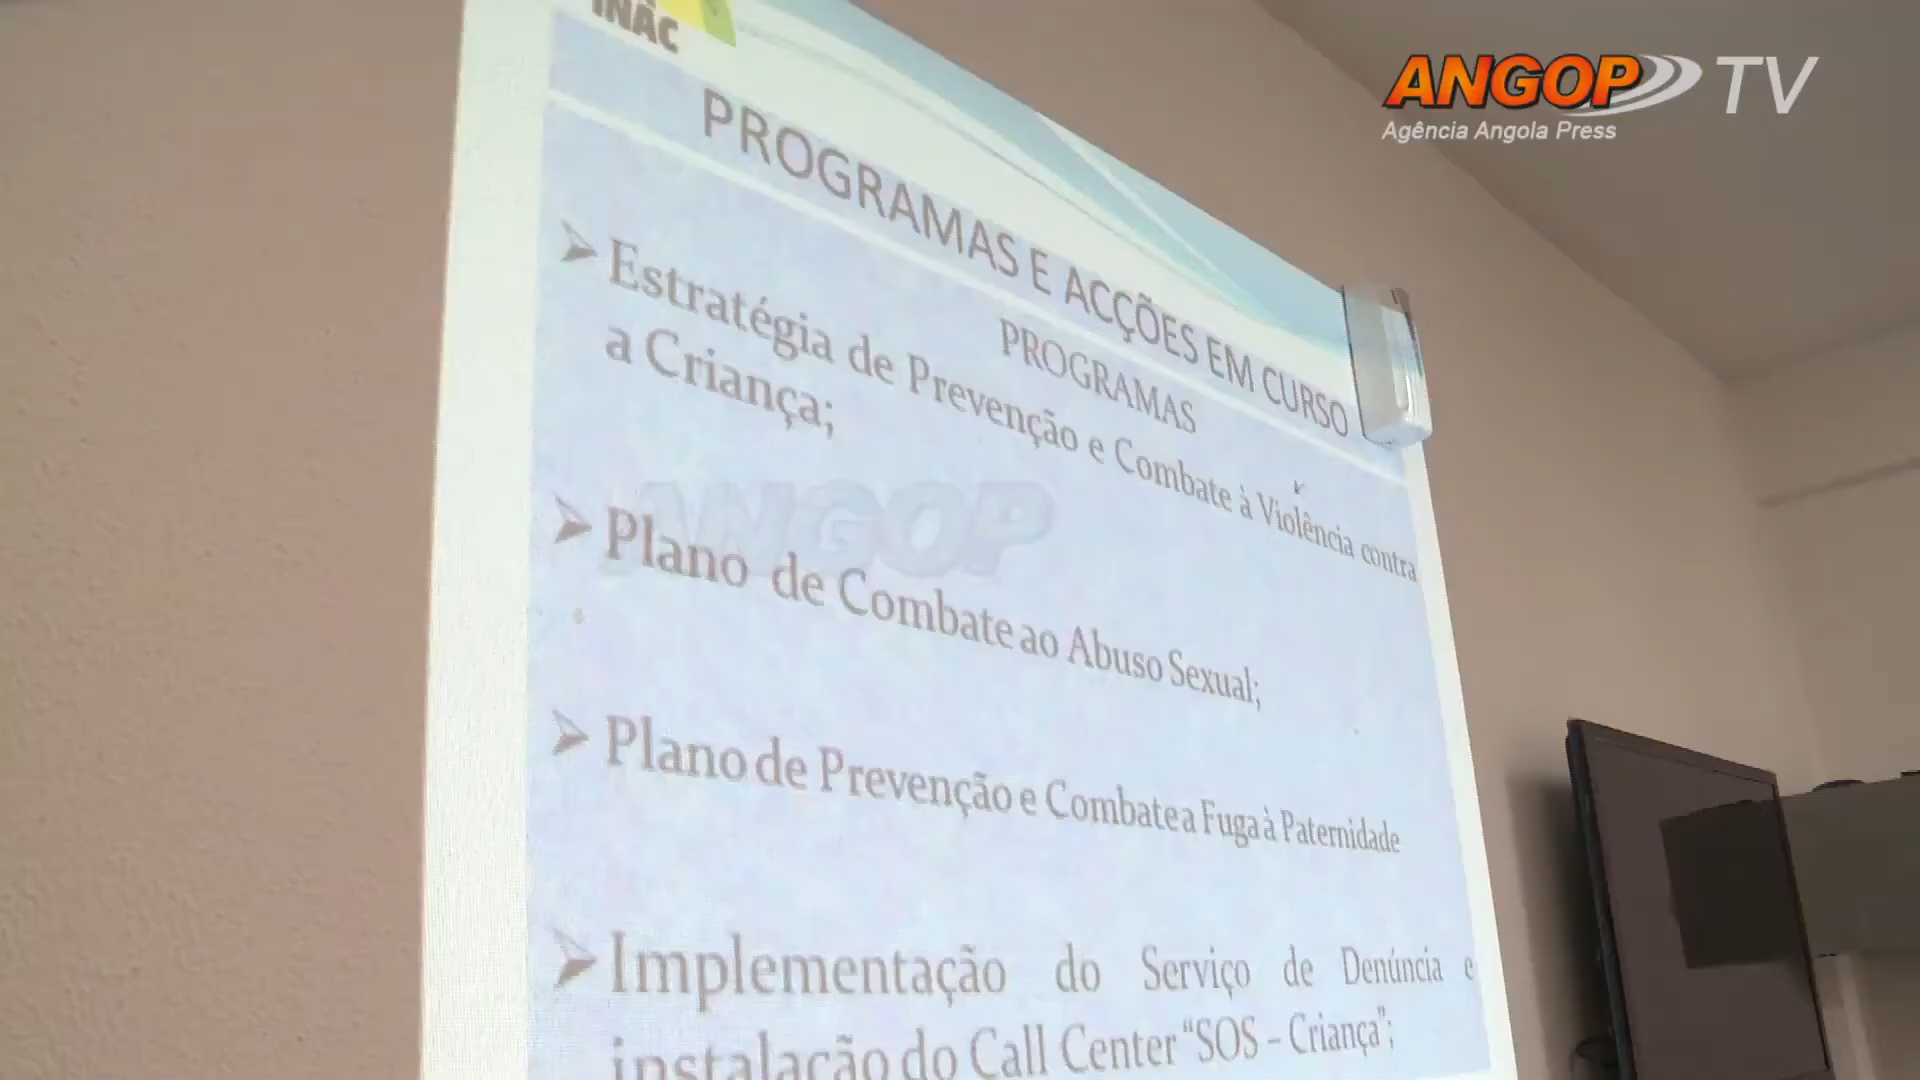 INAC
ANGOP TV
Agência Angola Press
PROGRAMAS E ACÇÕES EM CURSO
PROGRAMAS
Estratégia de Prevenção e Combate à Violência contra
a Criança;
ANGOP
Plano de Combate ao Abuso Sexual;
Plano de Prevenção e Combate a Fuga à Paternidade
Implementação do Serviço de Denúncia e
instalação do Call Center “SOS – Criança”;